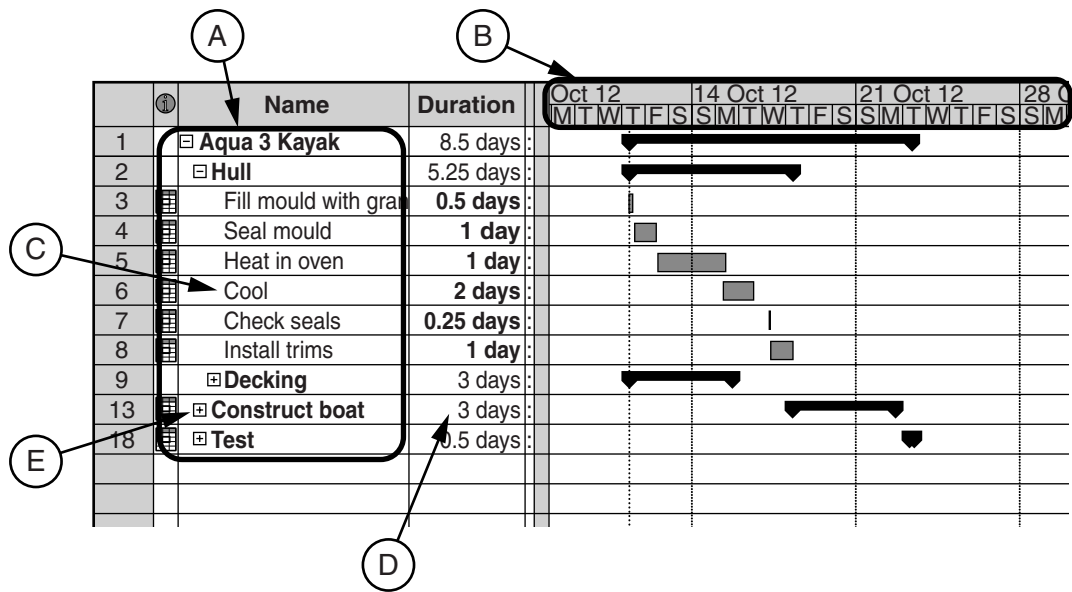 A
B
Name Duration Oct 12 14 Oct 12 21 Oct 12 28 O
M T W T F S S M T W T F S S M T W T F S S M
1 Aqua 3 Kayak 8.5 days
2 Hull 5.25 days
3 Fill mould with gran 0.5 days
4 Seal mould 1 day
C
5 Heat in oven 1 day
6 Cool 2 days
7 Check seals 0.25 days
8 Install trims 1 day
9 Decking 3 days
13 Construct boat 3 days
18 Test 0.5 days
E
D